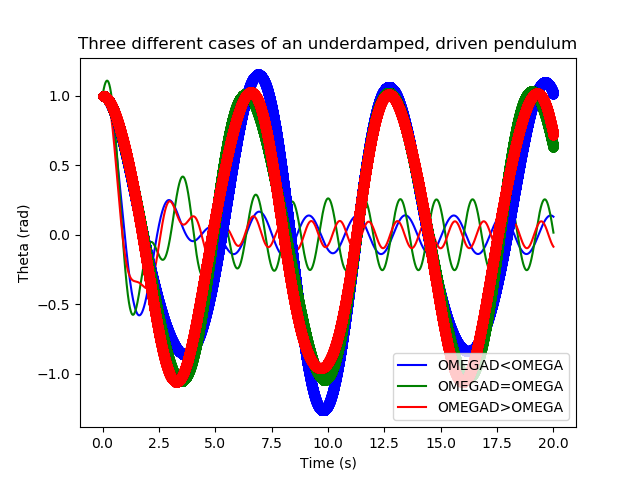 Three different cases of an underdamped, driven pendulum
Theta (rad)
1.0
0.5
0.0
−0.5
−1.0
0.0 2.5 5.0 7.5 10.0 12.5 15.0 17.5 20.0
Time (s)
OMEGAD<OMEGA
OMEGAD=OMEGA
OMEGAD>OMEGA